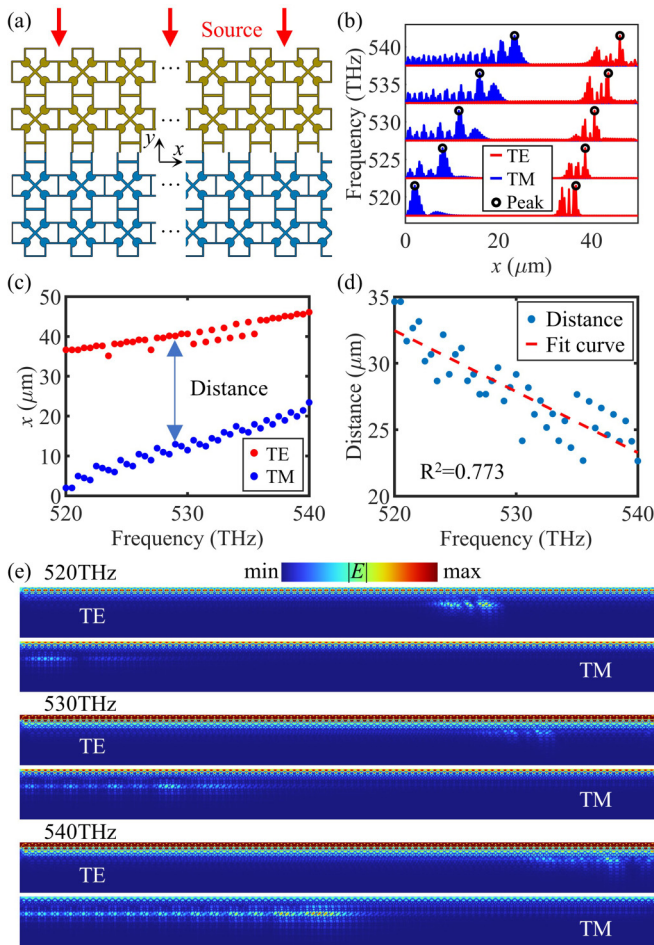 (a)
Source
y
x
...
...
...
...
(b)
Frequency (THz)
540
535
530
525
520
TE
TM
Peak
0
20
40
x (μm)
(c)
x (μm)
50
40
30
20
10
0
Distance
TE
TM
520
530
540
Frequency (THz)
(d)
Distance (μm)
35
30
25
20
Distance
Fit curve
R²=0.773
520
530
540
Frequency (THz)
(e)
min |E| max
520THz
TE
TM
530THz
TE
TM
540THz
TE
TM